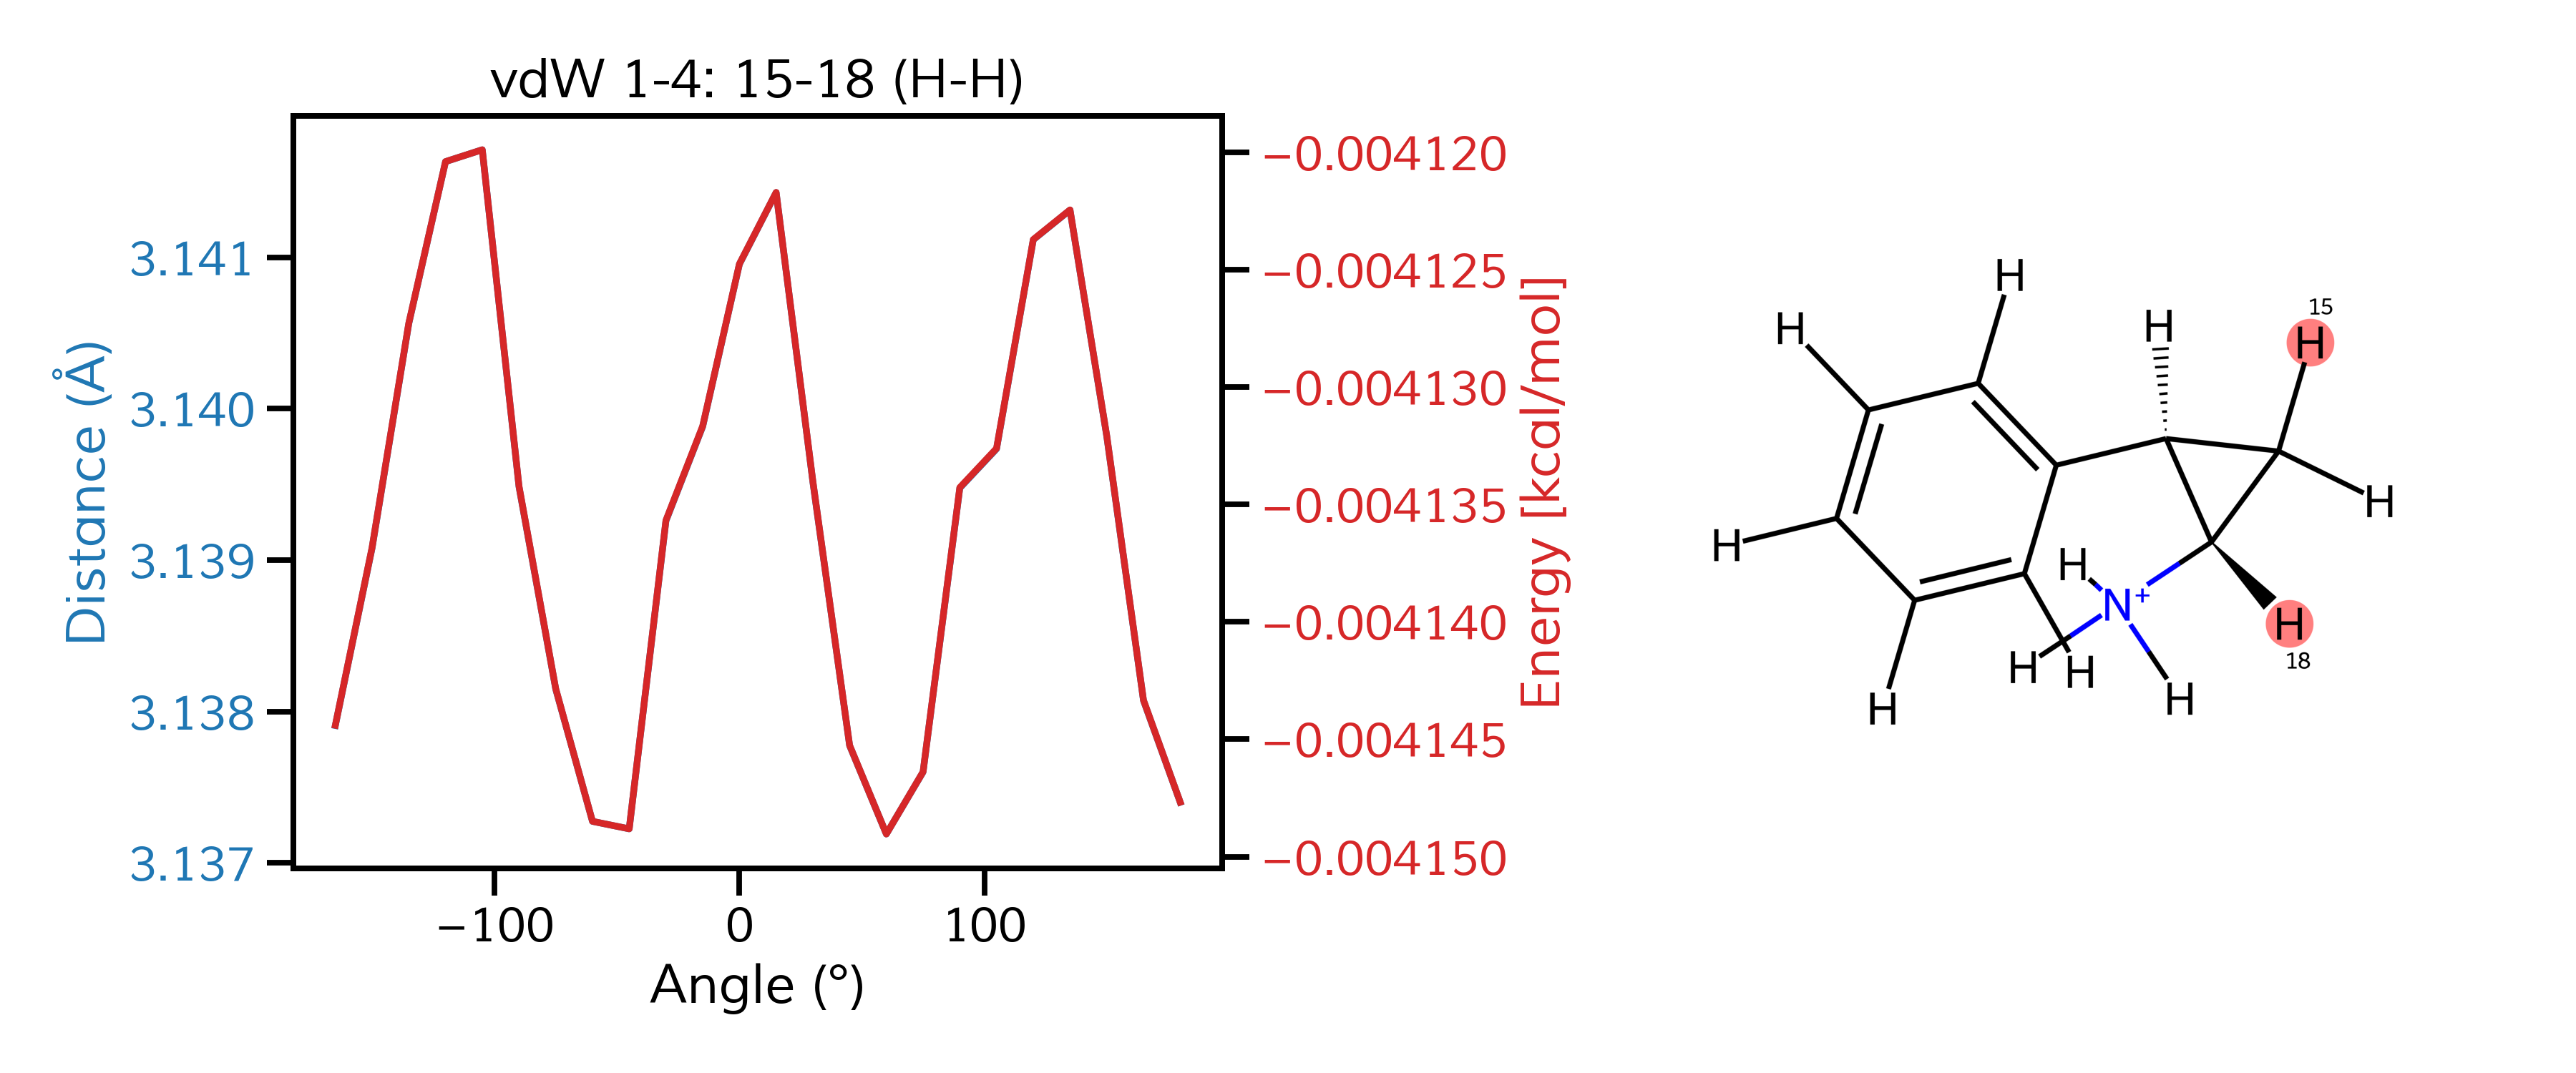 vdW 1-4: 15-18 (H-H)
Distance (Å)
3.141
3.140
3.139
3.138
3.137
−100
0
100
Angle (°)
−0.004120
−0.004125
−0.004130
−0.004135
−0.004140
−0.004145
−0.004150
Energy [kcal/mol]
H
H
H
H
15
H
H
H
H
N+
H
18
H
H
H
H